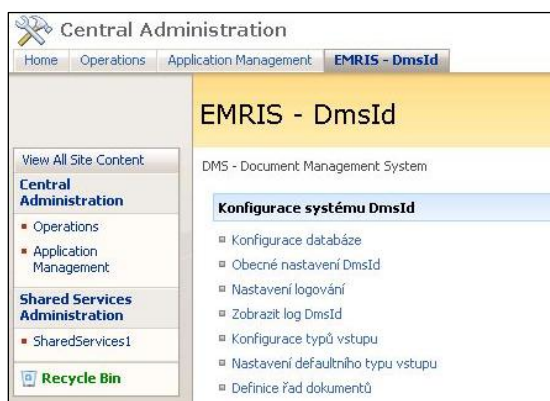 Central Administration
Home Operations Application Management EMRIS - DmsId
EMRIS - DmsId
View All Site Content
Central
Administration
Operations
Application
Management
Shared Services
Administration
SharedServices1
Recycle Bin
DMS - Document Management System
Konfigurace systému DmsId
Konfigurace databáze
Obecné nastavení DmsId
Nastavení logování
Zobrazit log DmsId
Konfigurace typů vstupu
Nastavení defaultního typu vstupu
Definice řad dokumentů